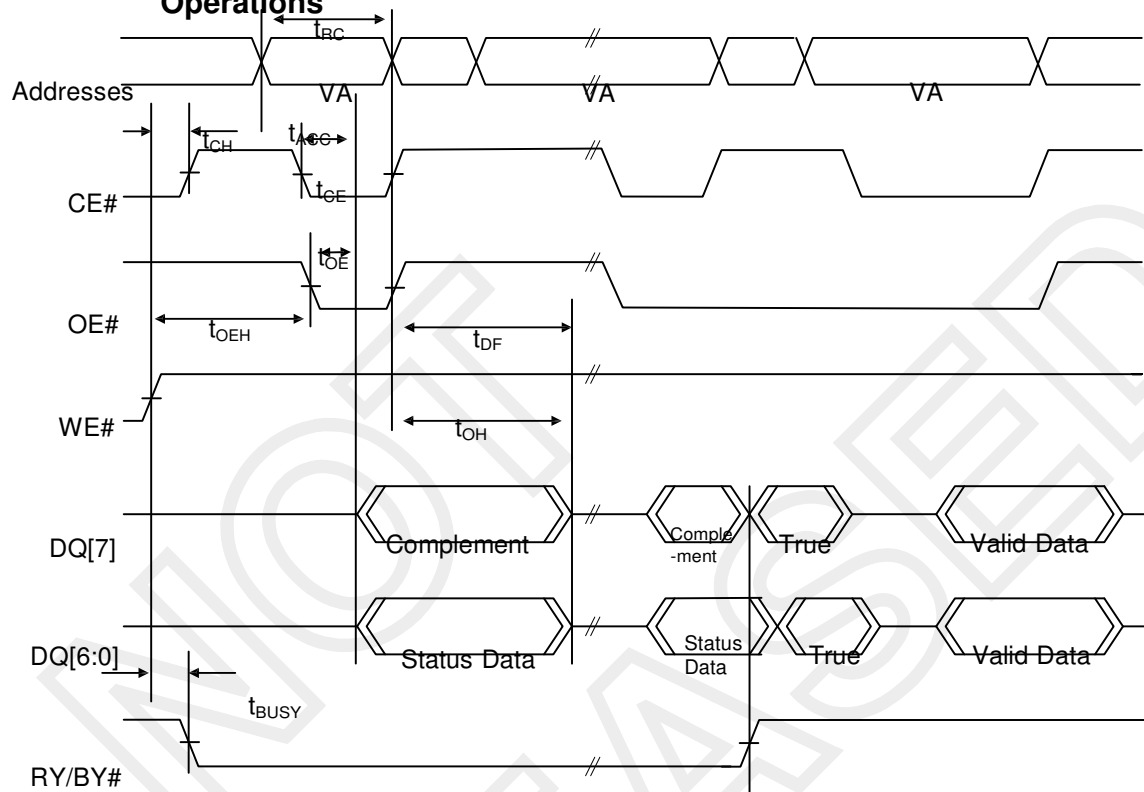 Operations
tRC
Addresses
VA
VA
VA
tCH
tACC
CE#
tCE
tOE
OE#
tOEH
tDF
WE#
tOH
DQ[7]
Complement
Comple
-ment
True
Valid Data
DQ[6:0]
Status Data
Status
Data
True
Valid Data
tBUSY
RY/BY#